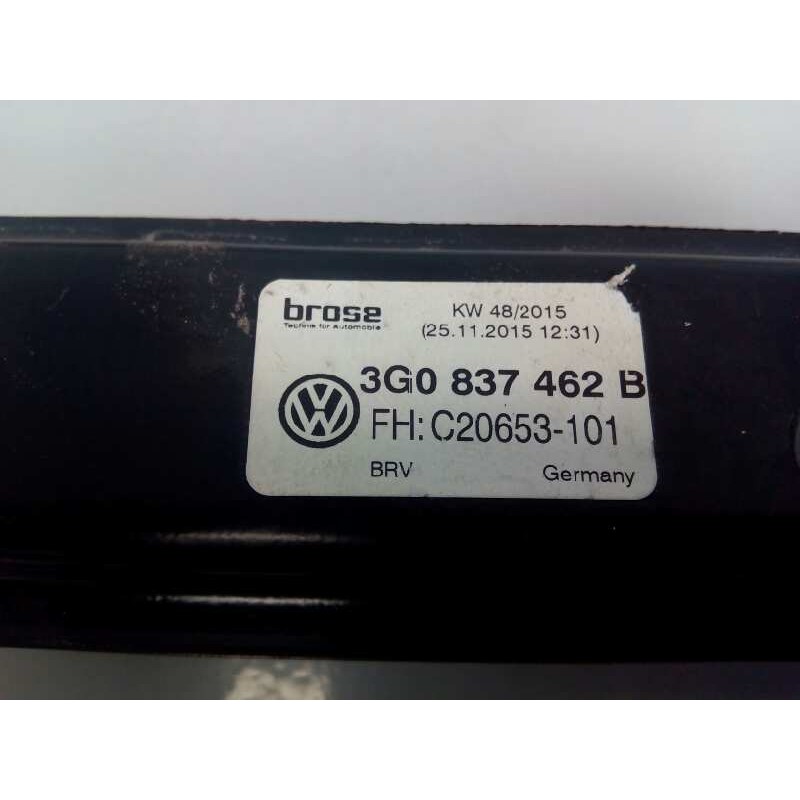 brose
Technik für Automobile
KW 48/2015
(25.11.2015 12:31)
3G0 837 462 B
FH: C20653-101
BRV
Germany